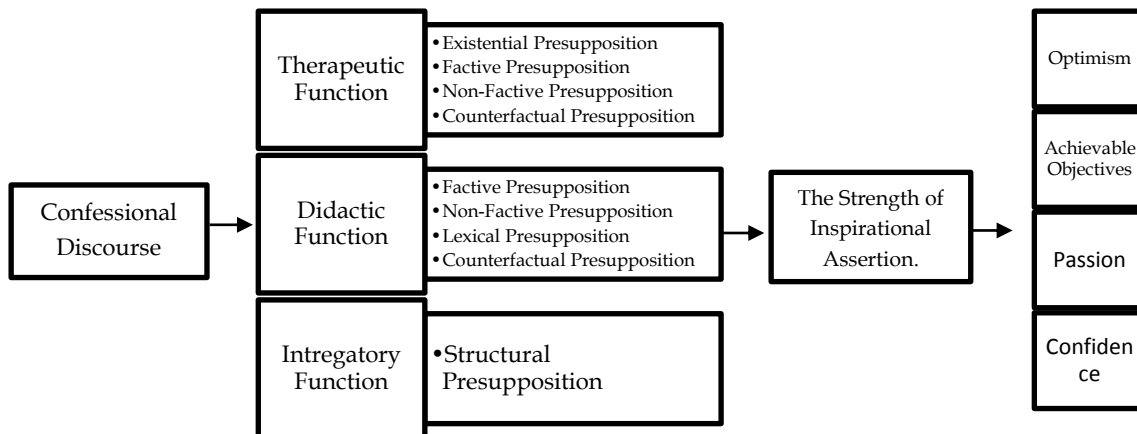 Confessional
Discourse
Therapeutic
Function
•Existential Presupposition
•Factive Presupposition
•Non-Factive Presupposition
•Counterfactual Presupposition
Didactic
Function
•Factive Presupposition
•Non-Factive Presupposition
•Lexical Presupposition
•Counterfactual Presupposition
Intregatory
Function
•Structural
Presupposition
The Strength of
Inspirational
Assertion.
Optimism
Achievable
Objectives
Passion
Confiden
ce